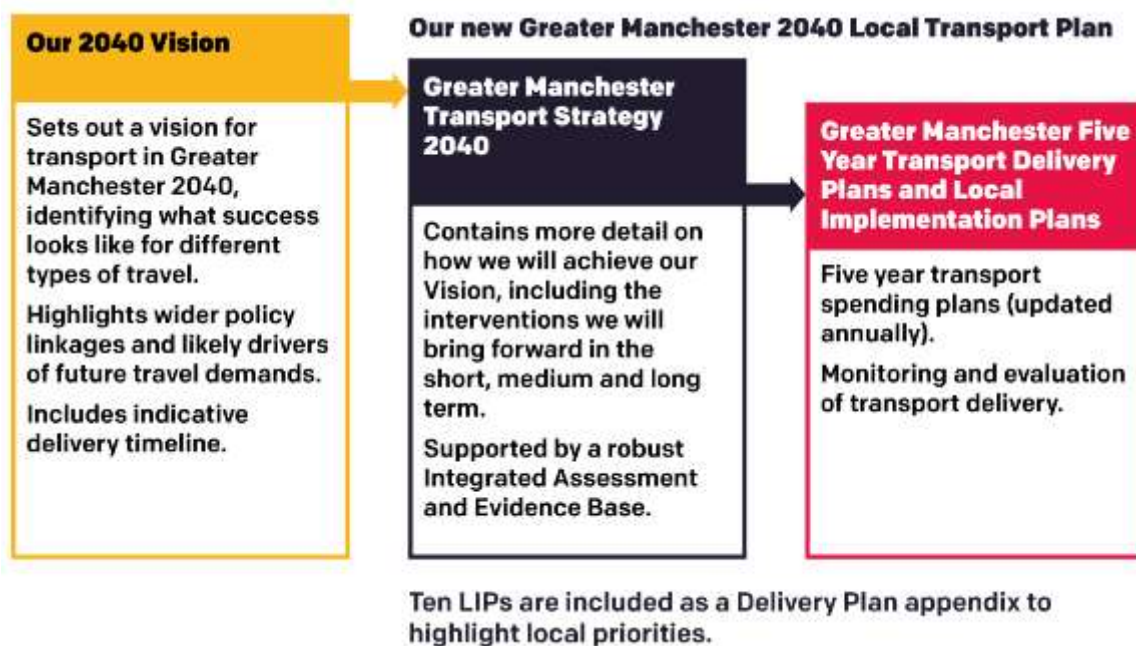 Our 2040 Vision
Sets out a vision for
transport in Greater
Manchester 2040,
identifying what success
looks like for different
types of travel.
Highlights wider policy
linkages and likely drivers
of future travel demands.
Includes indicative
delivery timeline.
Our new Greater Manchester 2040 Local Transport Plan
Greater Manchester
Transport Strategy
2040
Contains more detail on
how we will achieve our
Vision, including the
interventions we will
bring forward in the
short, medium and long
term.
Supported by a robust
Integrated Assessment
and Evidence Base.
Greater Manchester Five
Year Transport Delivery
Plans and Local
Implementation Plans
Five year transport
spending plans (updated
annually).
Monitoring and evaluation
of transport delivery.
Ten LIPs are included as a Delivery Plan appendix to
highlight local priorities.